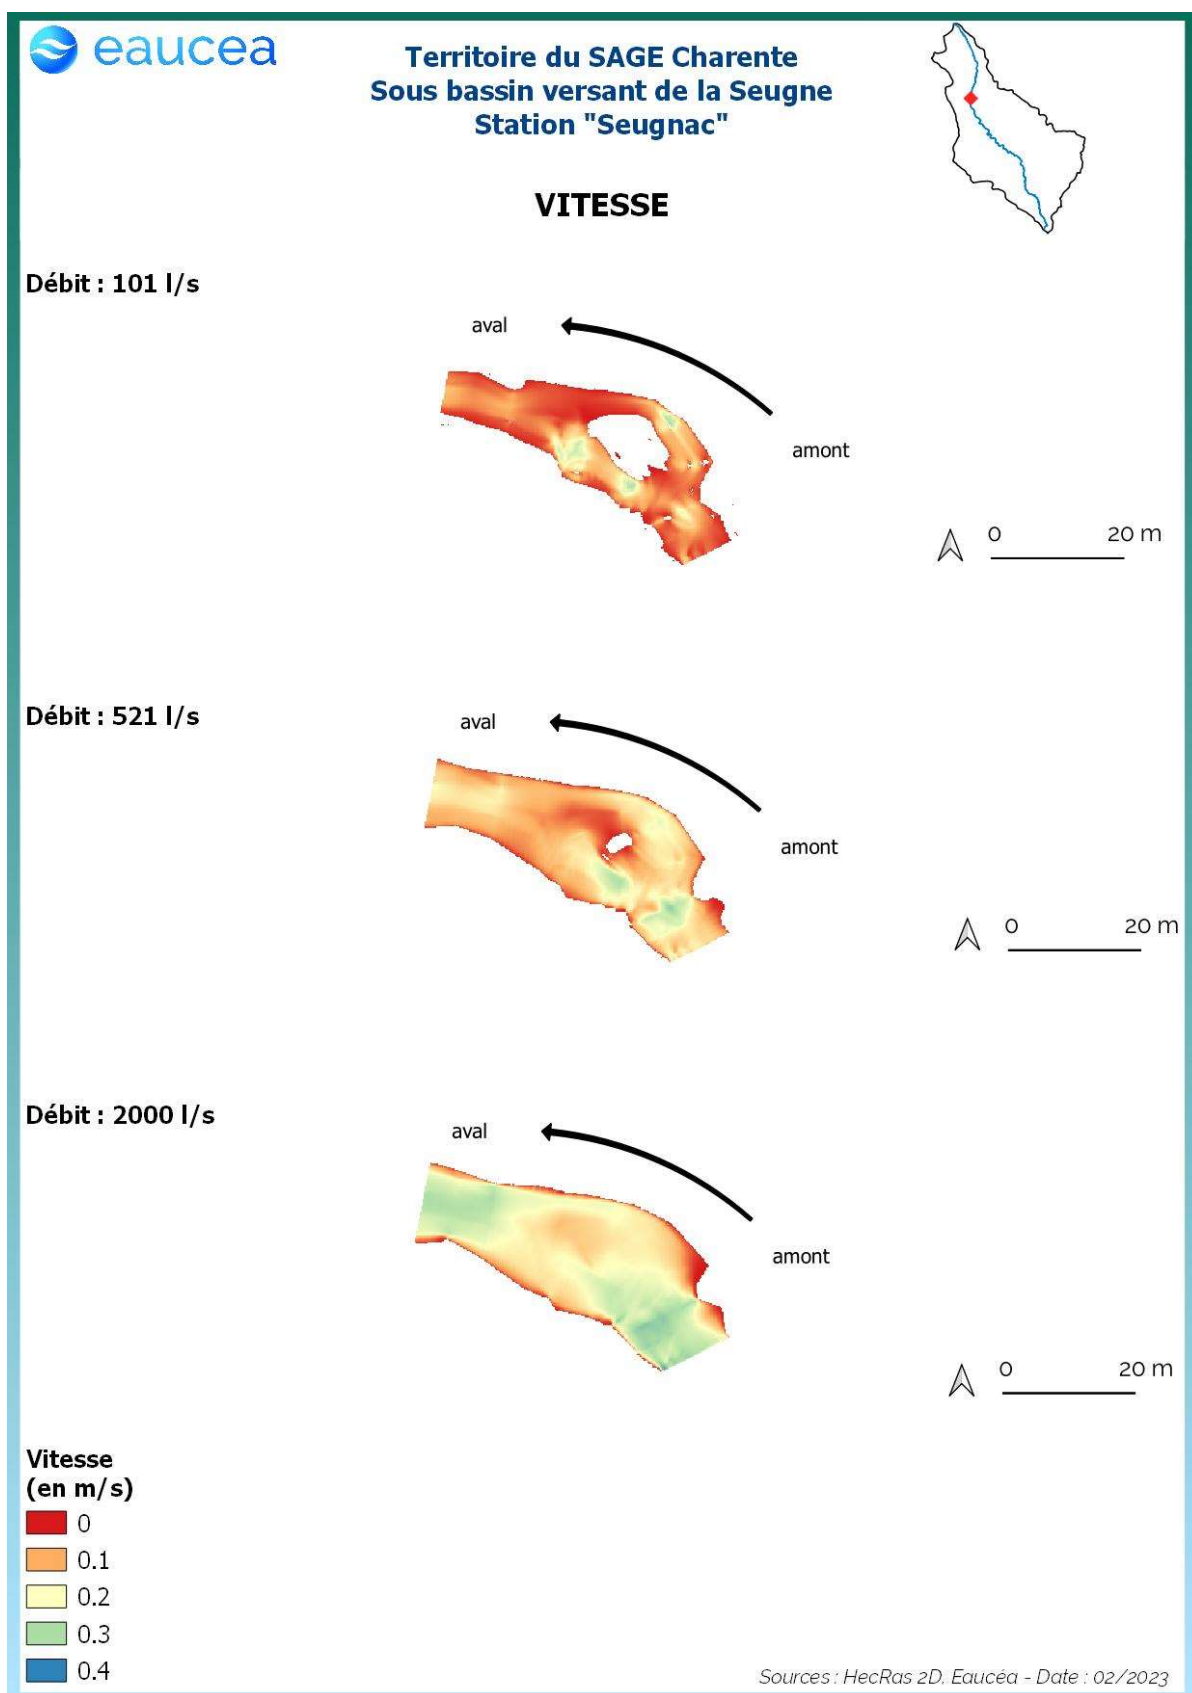 eaucea
Territoire du SAGE Charente
Sous bassin versant de la Seugne
Station "Seugnac"
VITESSE
Débit : 101 l/s
aval
amont
0 20 m
Débit : 521 l/s
aval
amont
0 20 m
Débit : 2000 l/s
aval
amont
0 20 m
Vitesse
(en m/s)
0
0.1
0.2
0.3
0.4
Sources : HecRas 2D, Eaucéa - Date : 02/2023